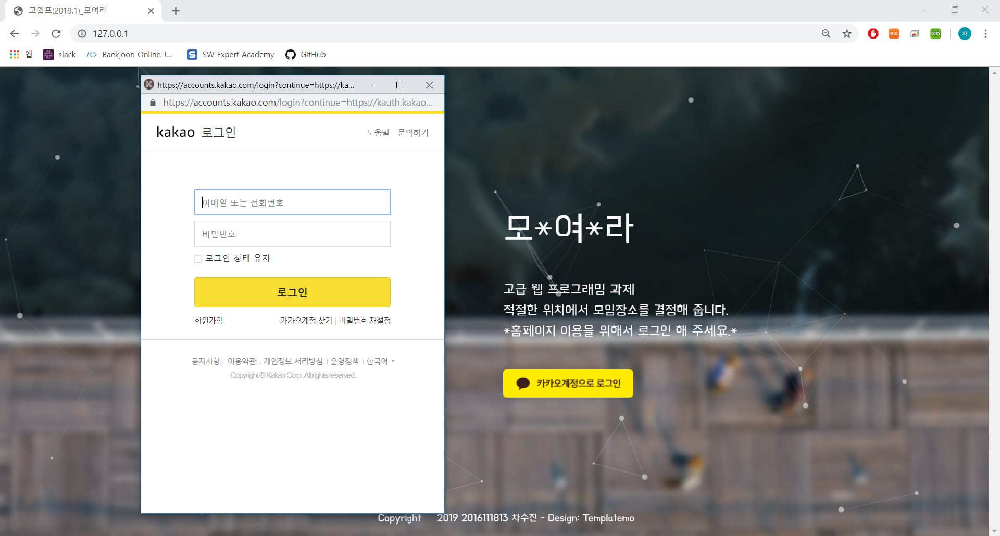 고웹프(2019.1)_모여라
127.0.0.1
EX
CORS
차
앱
slack
Baekjoon Online J...
S
SW Expert Academy
GitHub
https://accounts.kakao.com/login?continue=https://ka...
https://accounts.kakao.com/login?continue=https://kauth.kakao...
kakao 로그인
도움말 문의하기
이메일 또는 전화번호
비밀번호
로그인 상태 유지
로그인
회원가입
카카오계정 찾기 | 비밀번호 재설정
공지사항 | 이용약관 | 개인정보 처리방침 | 운영정책 | 한국어
Copyright © Kakao Corp. All rights reserved.
모*여*라
고급 웹 프로그래밍 과제
적절한 위치에서 모임장소를 결정해 줍니다.
*홈페이지 이용을 위해서 로그인 해 주세요.*
카카오계정으로 로그인
Copyright 2019 2016111813 차수진 - Design: Templatemo